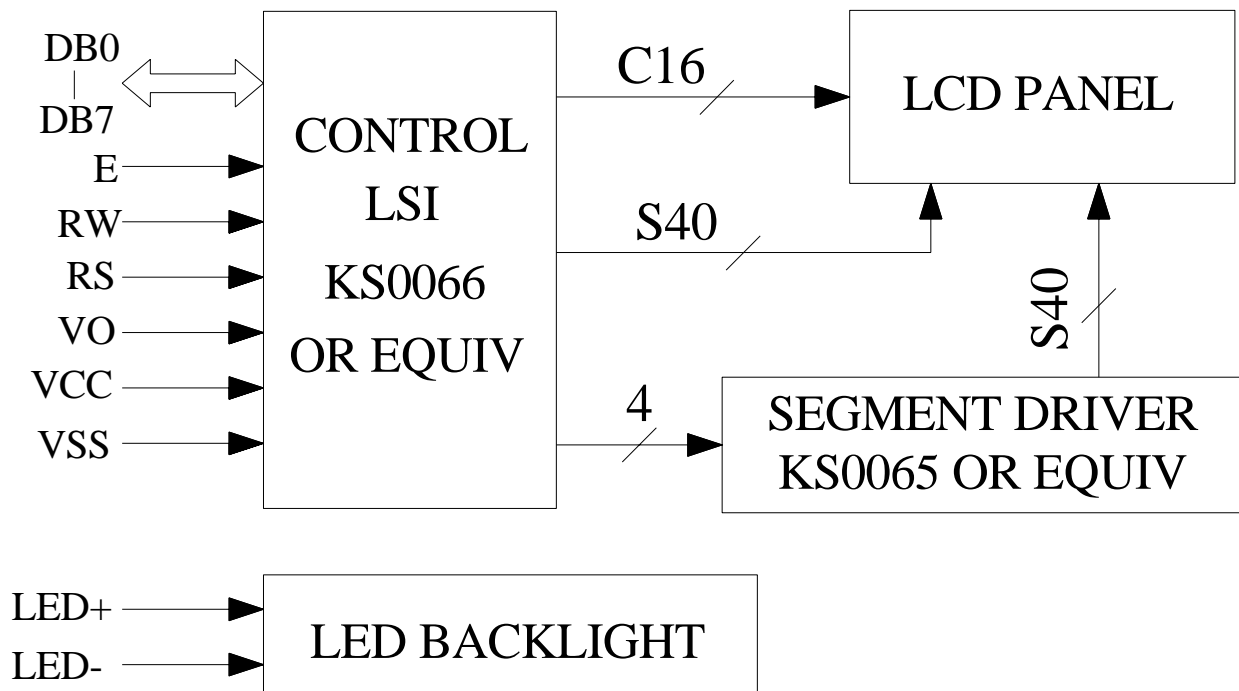 DB0
DB7
E
RW
RS
VO
VCC
VSS
CONTROL
LSI
KS0066
OR EQUIV
C16
S40
4
LCD PANEL
S40
SEGMENT DRIVER
KS0065 OR EQUIV
LED+
LED-
LED BACKLIGHT